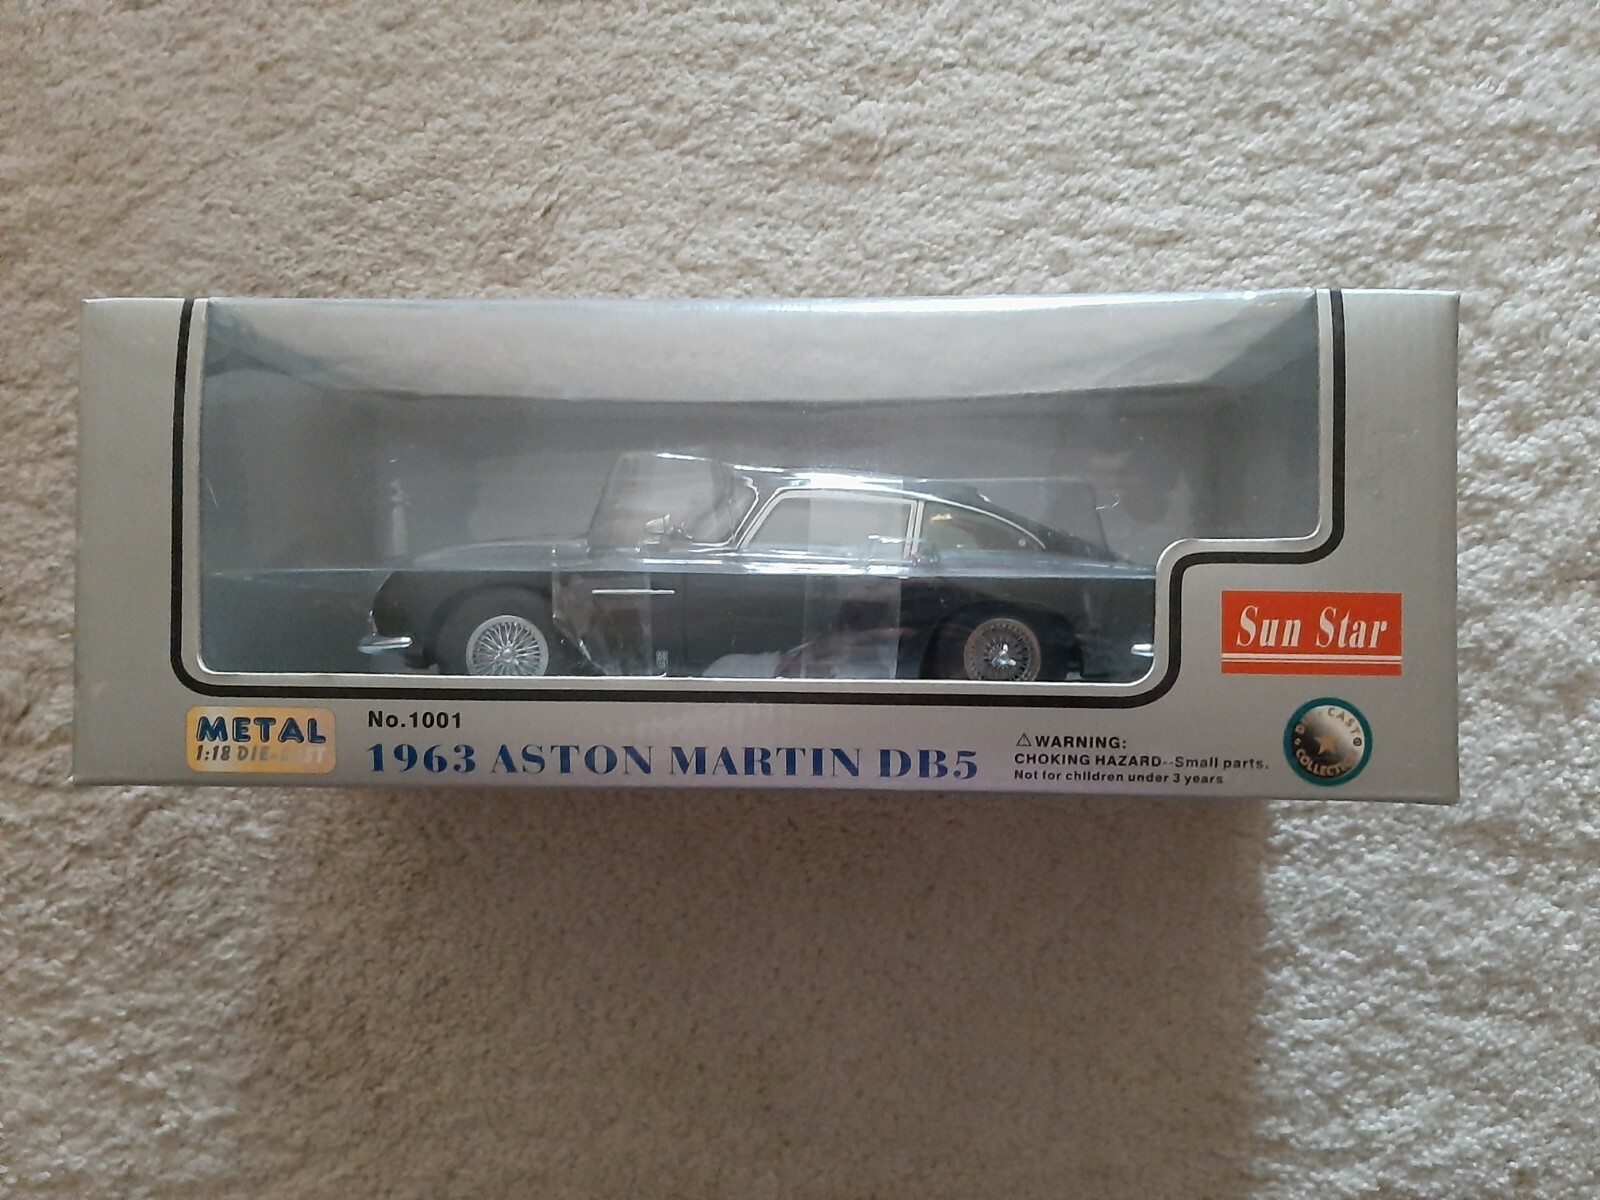 Sun Star
METAL
1:18 DIE-CAST
No.1001
1963 ASTON MARTIN DB5
⚠WARNING:
CHOKING HAZARD--Small parts.
Not for children under 3 years